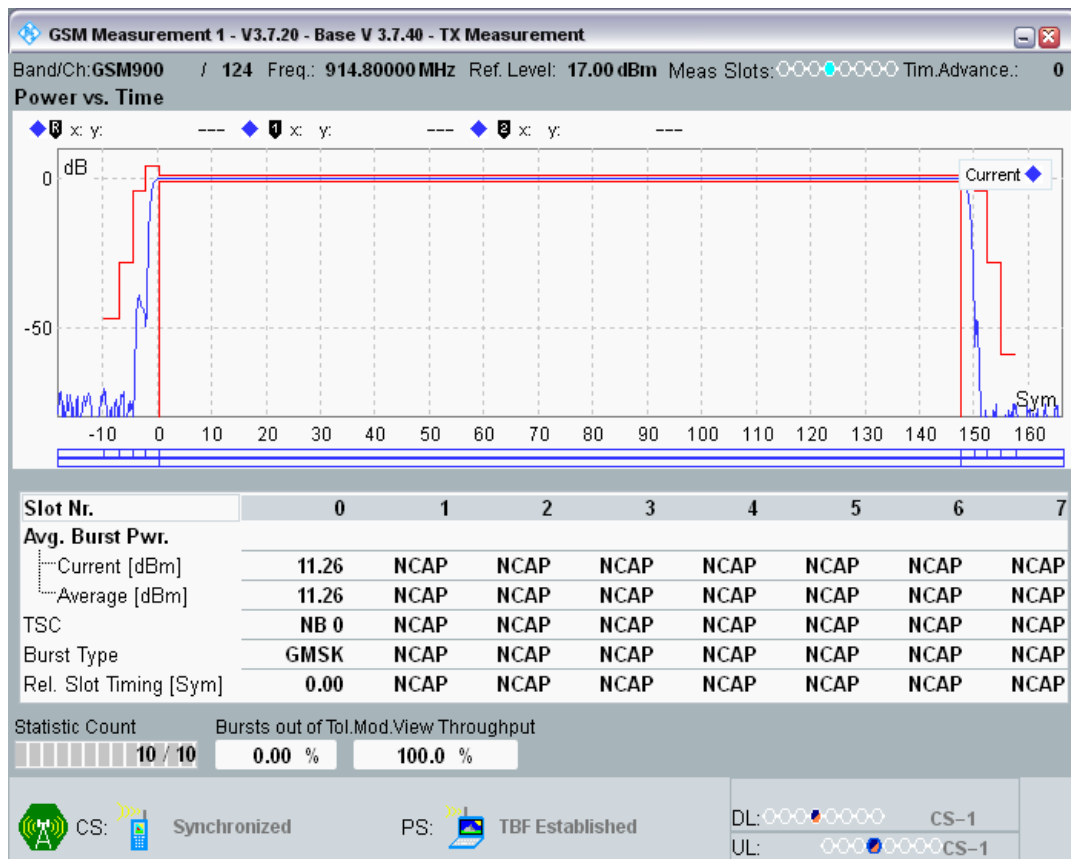 GSM Measurement 1 - V3.7.20 - Base V 3.7.40 - TX Measurement
Band/Ch:GSM900 / 124 Freq.: 914.80000 MHz Ref. Level: 17.00 dBm Meas Slots: Tim.Advance.: 0
Power vs. Time
R x: y: --- 1 x: y: --- 2 x: y: ---
dB
0
Current
-50
Sym
-10 0 10 20 30 40 50 60 70 80 90 100 110 120 130 140 150 160
Slot Nr. 0 1 2 3 4 5 6 7
Avg. Burst Pwr.
Current [dBm] 11.26 NCAP NCAP NCAP NCAP NCAP NCAP NCAP
Average [dBm] 11.26 NCAP NCAP NCAP NCAP NCAP NCAP NCAP
TSC NB 0 NCAP NCAP NCAP NCAP NCAP NCAP NCAP
Burst Type GMSK NCAP NCAP NCAP NCAP NCAP NCAP NCAP
Rel. Slot Timing [Sym] 0.00 NCAP NCAP NCAP NCAP NCAP NCAP NCAP
Statistic Count Bursts out of Tol.Mod.View Throughput
10 / 10 0.00 % 100.0 %
CS: Synchronized PS: TBF Established
DL: CS-1
UL: CS-1